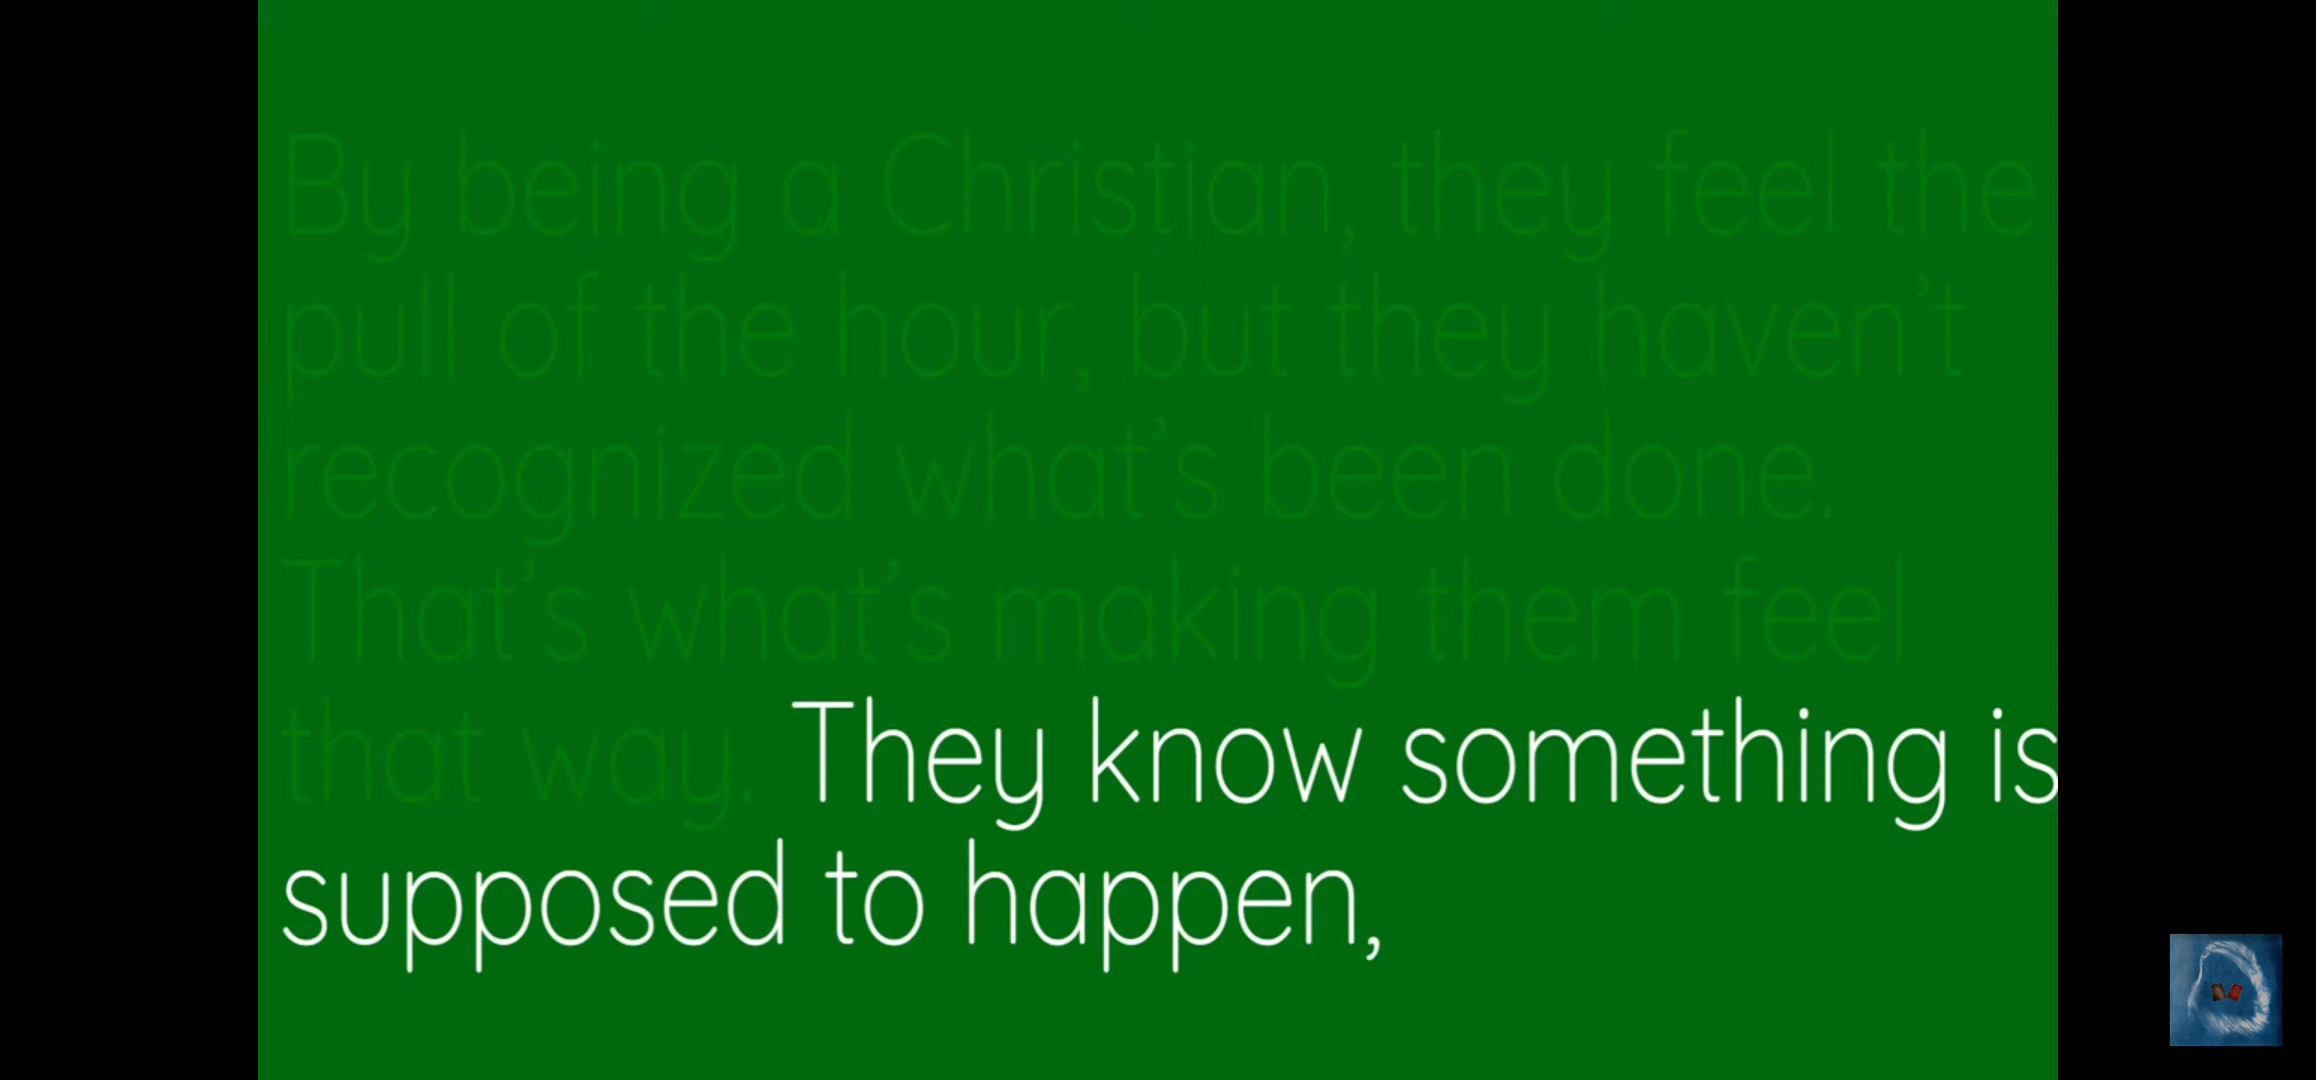 By being a Christian, they feel the
pull of the hour, but they haven't
recognized what's been done.
That's what's making them feel
that way. They know something is
supposed to happen,